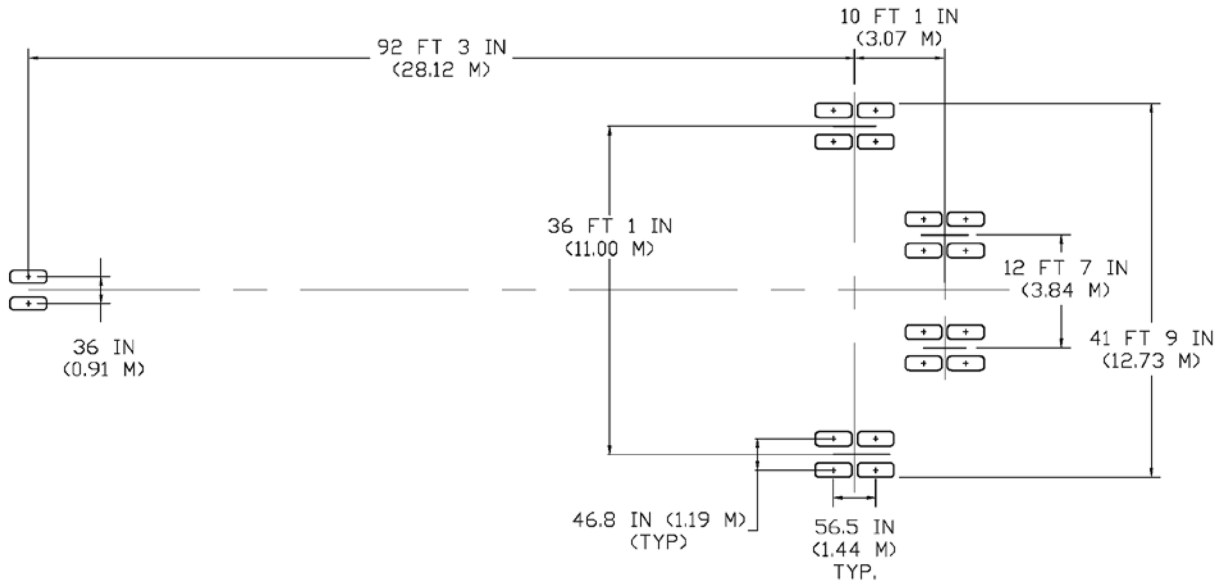 10 FT 1 IN
(3.07 M)
92 FT 3 IN
(28.12 M)
36 FT 1 IN
(11.00 M)
12 FT 7 IN
(3.84 M)
41 FT 9 IN
(12.73 M)
36 IN
(0.91 M)
46.8 IN (1.19 M)
(TYP)
56.5 IN
(1.44 M)
TYP.